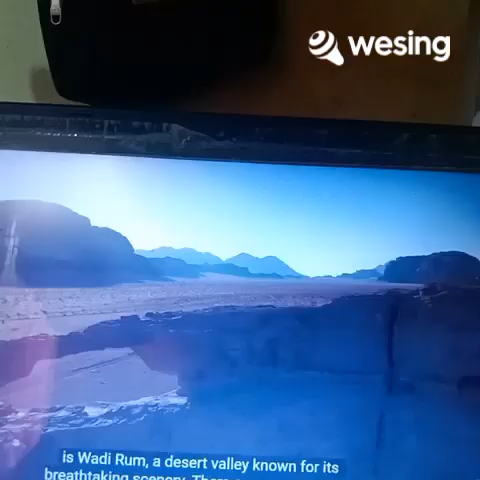 wesing
is Wadi Rum, a desert valley known for its
breathtaking scenery.